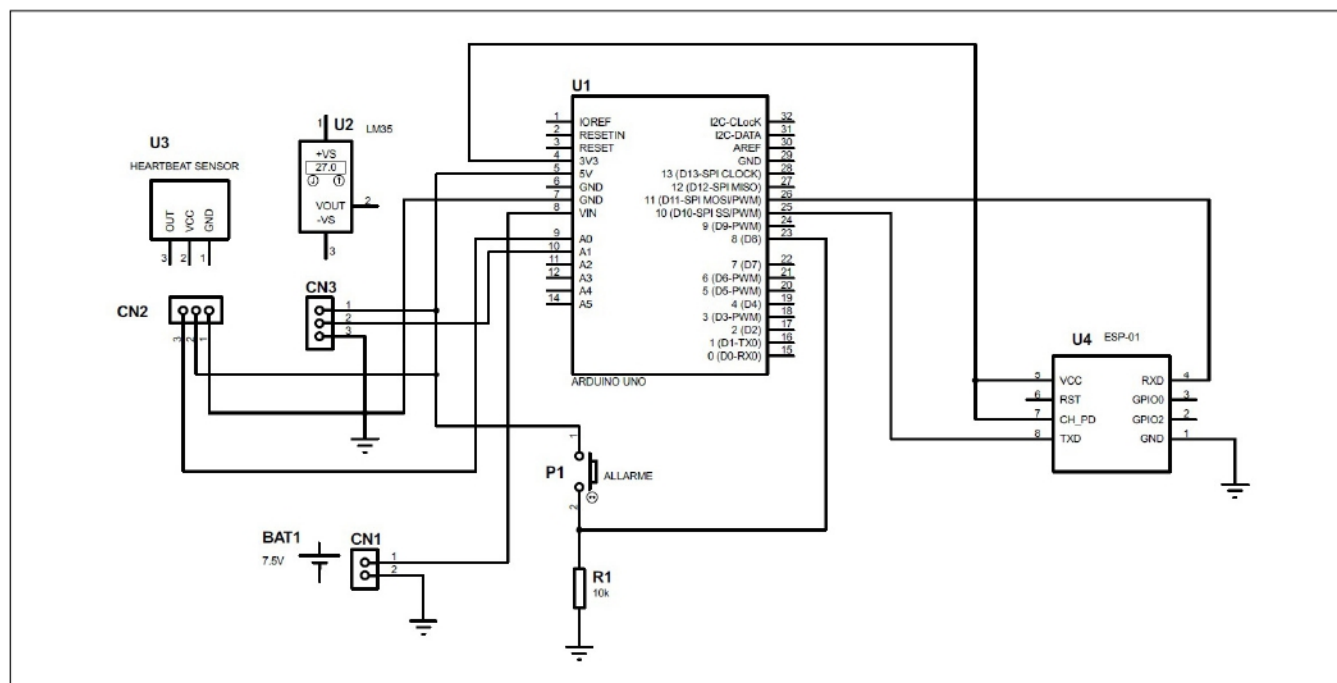 U1
1 IOREF
2 RESETIN
3 RESET
4 3V3
5 5V
6 GND
7 GND
8 VIN
9 A0
10 A1
11 A2
12 A3
A4
14 A5
I2C-CLocK 32
I2C-DATA 31
AREF 30
GND 29
13 (D13-SPI CLOCK) 28
12 (D12-SPI MISO) 27
11 (D11-SPI MOSI/PWM) 26
10 (D10-SPI SS/PWM) 25
9 (D9-PWM) 24
8 (D8) 23
7 (D7) 22
6 (D6-PWM) 21
5 (D5-PWM) 20
4 (D4) 19
3 (D3-PWM) 18
2 (D2) 17
1 (D1-TX0) 16
0 (D0-RX0) 15
ARDUINO UNO
U3
HEARTBEAT SENSOR
OUT
VCC
GND
3
2
1
1
U2
LM35
+VS
27.0
VOUT
2
-VS
3
CN2
3
2
1
CN3
1
2
3
U4
ESP-01
5 VCC
6 RST
7 CH_PD
8 TXD
RXD 4
GPIO0 3
GPIO2 2
GND 1
1
P1
ALLARME
2
BAT1
7.5V
CN1
1
2
R1
10k